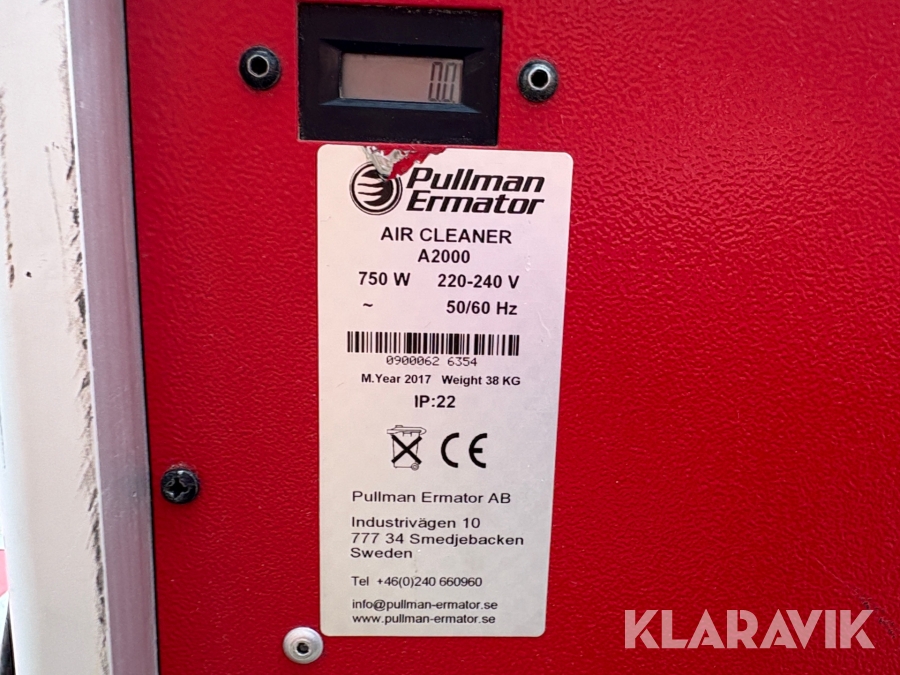 0.0
Pullman
Ermator
AIR CLEANER
A2000
750 W 220-240 V
~ 50/60 Hz
0900062 6354
M.Year 2017 Weight 38 KG
IP:22
CE
Pullman Ermator AB
Industrivägen 10
777 34 Smedjebacken
Sweden
Tel +46(0)240 660960
info@pullman-ermator.se
www.pullman-ermator.se
KLARAVIK